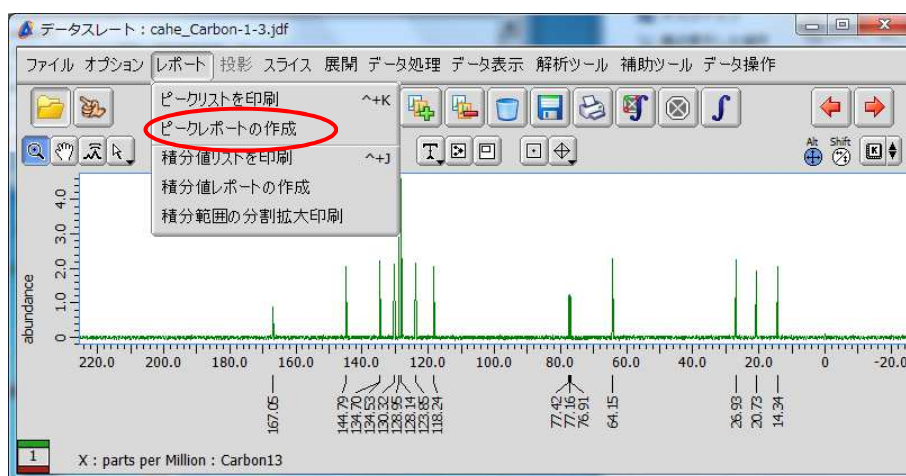 データスレート : cahe_Carbon-1-3.jdf
ファイル オプション レポート 投影 スライス 展開 データ処理 データ表示 解析ツール 補助ツール データ操作
ピークリストを印刷 ^+K
ピークレポートの作成
積分値リストを印刷 ^+J
積分値レポートの作成
積分範囲の分割拡大印刷
Alt Shift
abundance
4.0
3.0
2.0
1.0
0
220.0 200.0 180.0 160.0 140.0 120.0 100.0 80.0 60.0 40.0 20.0 0 -20.0
167.05
144.79
134.70
134.53
130.32
128.95
128.14
123.85
118.24
77.42
77.16
76.91
64.15
26.93
20.73
14.34
1
X : parts per Million : Carbon13